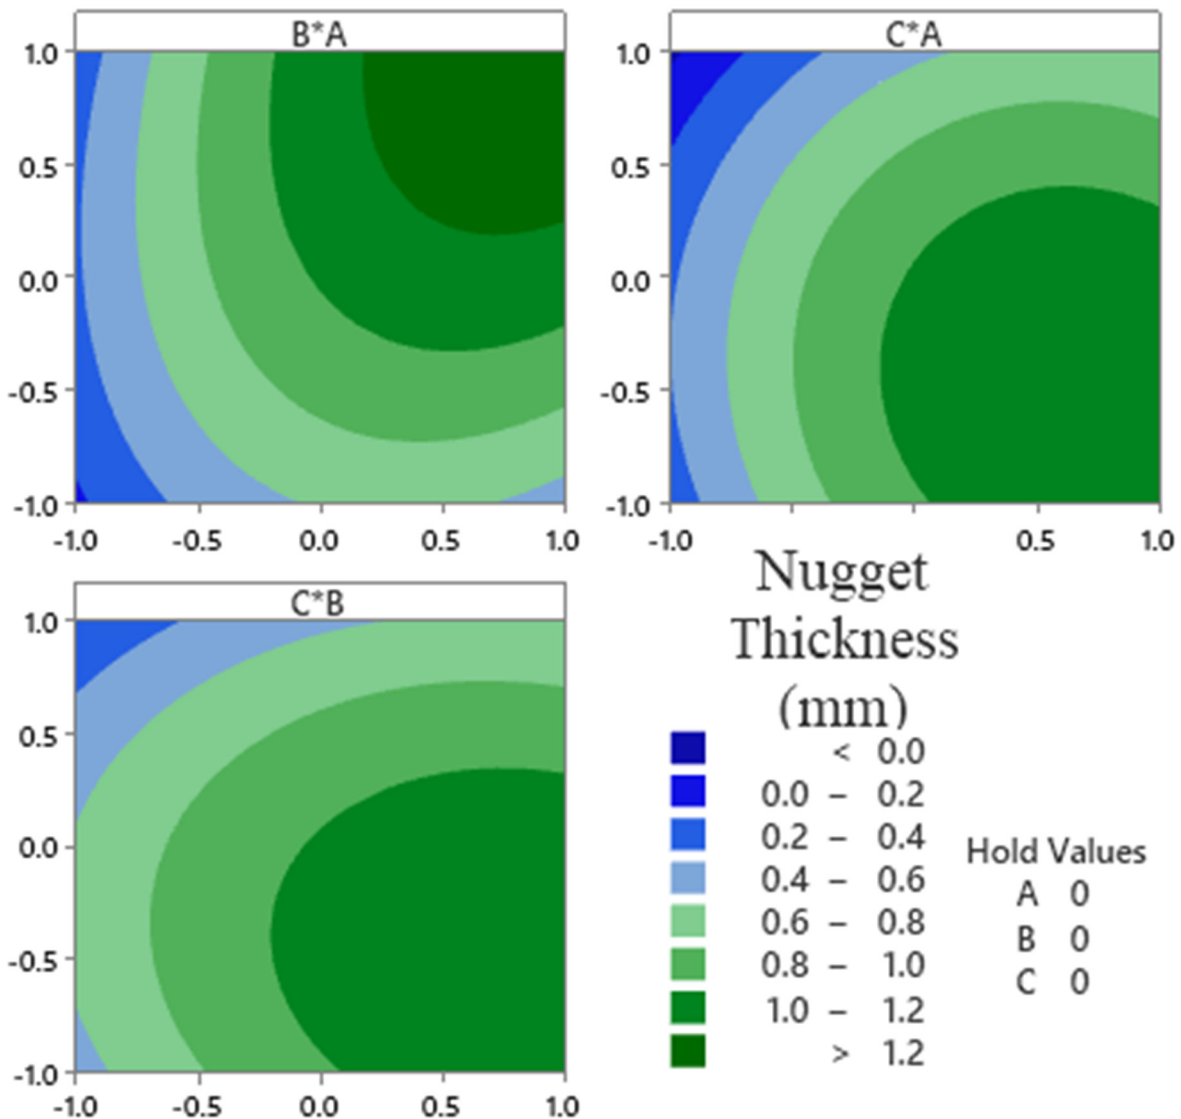 B*A
1.0
0.5
0.0
-0.5
-1.0
-1.0 -0.5 0.0 0.5 1.0
C*A
1.0
0.5
0.0
-0.5
-1.0
-1.0 0.5 1.0
C*B
1.0
0.5
0.0
-0.5
-1.0
-1.0 -0.5 0.0 0.5 1.0
Nugget
Thickness
(mm)
< 0.0
0.0 – 0.2
0.2 – 0.4
0.4 – 0.6
0.6 – 0.8
0.8 – 1.0
1.0 – 1.2
> 1.2
Hold Values
A 0
B 0
C 0